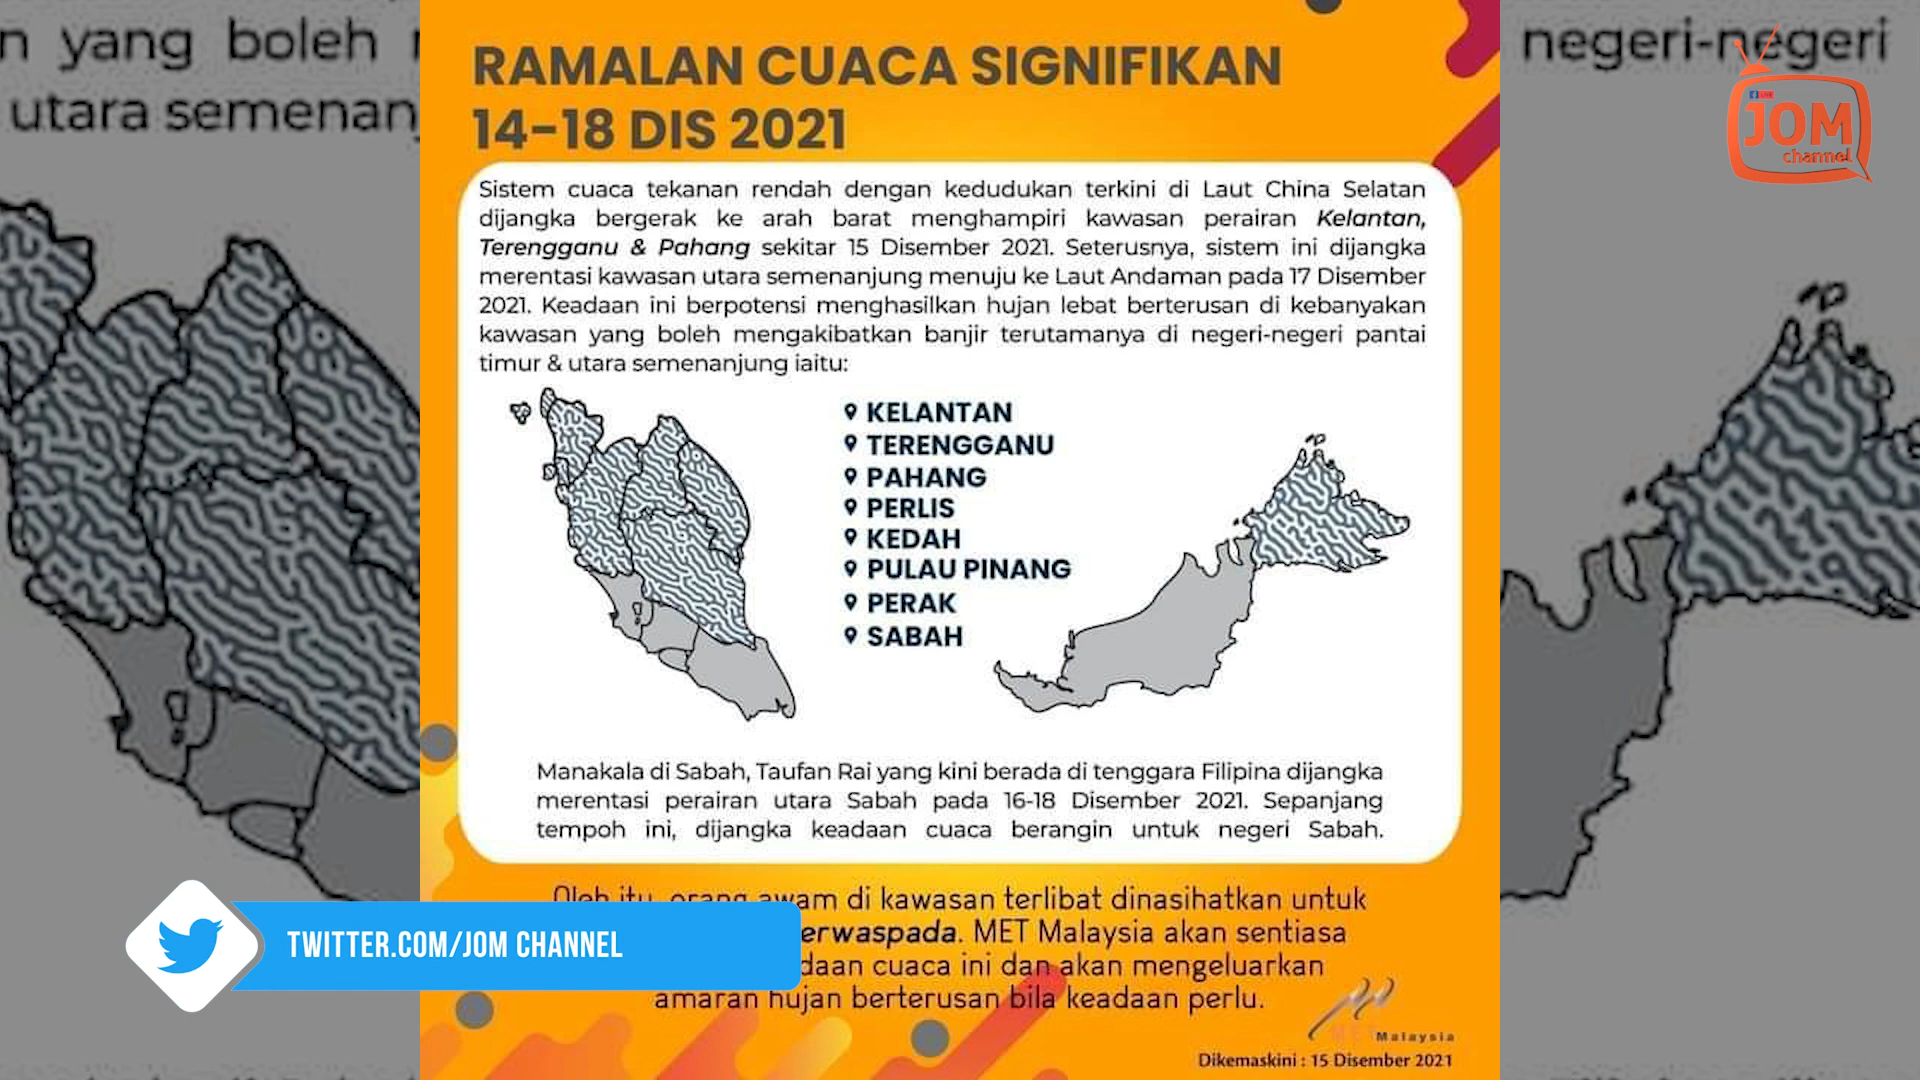 RAMALAN CUACA SIGNIFIKAN
14-18 DIS 2021
Sistem cuaca tekanan rendah dengan kedudukan terkini di Laut China Selatan
dijangka bergerak ke arah barat menghampiri kawasan perairan Kelantan,
Terengganu & Pahang sekitar 15 Disember 2021. Seterusnya, sistem ini dijangka
merentasi kawasan utara semenanjung menuju ke Laut Andaman pada 17 Disember
2021. Keadaan ini berpotensi menghasilkan hujan lebat berterusan di kebanyakan
kawasan yang boleh mengakibatkan banjir terutamanya di negeri-negeri pantai
timur & utara semenanjung iaitu:
KELANTAN
TERENGGANU
PAHANG
PERLIS
KEDAH
PULAU PINANG
PERAK
SABAH
Manakala di Sabah, Taufan Rai yang kini berada di tenggara Filipina dijangka
merentasi perairan utara Sabah pada 16-18 Disember 2021. Sepanjang
tempoh ini, dijangka keadaan cuaca berangin untuk negeri Sabah.
Oleh itu, orang awam di kawasan terlibat dinasihatkan untuk
erwaspada. MET Malaysia akan sentiasa
daan cuaca ini dan akan mengeluarkan
amaran hujan berterusan bila keadaan perlu.
MET Malaysia
Dikemaskini : 15 Disember 2021
TWITTER.COM/JOM CHANNEL
JOM
channel
n yang boleh
utara semenan
negeri-negeri